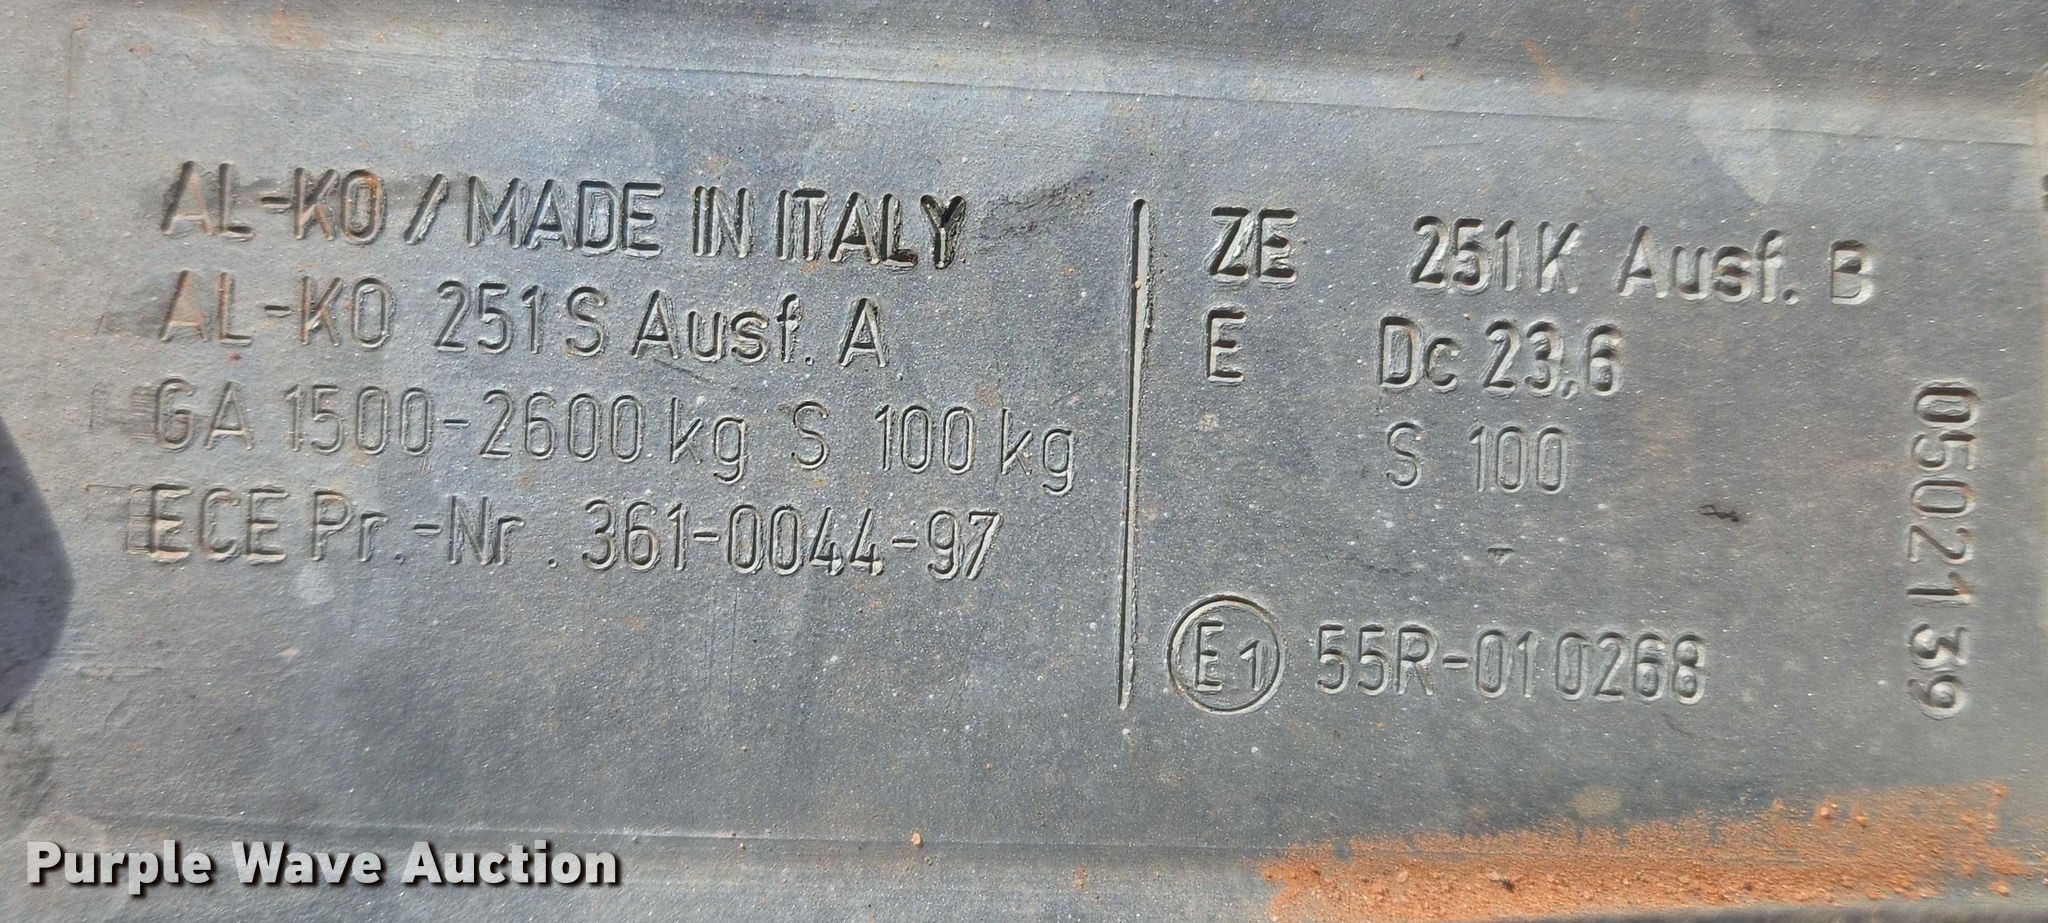 AL-KO / MADE IN ITALY
AL-KO 251 S Ausf. A
GA 1500-2600 kg S 100 kg
ECE Pr.-Nr. 361-0044-97
ZE 251 K Ausf. B
E Dc 23,6
S 100
E1 55R-01 0268
0502139
Purple Wave Auction